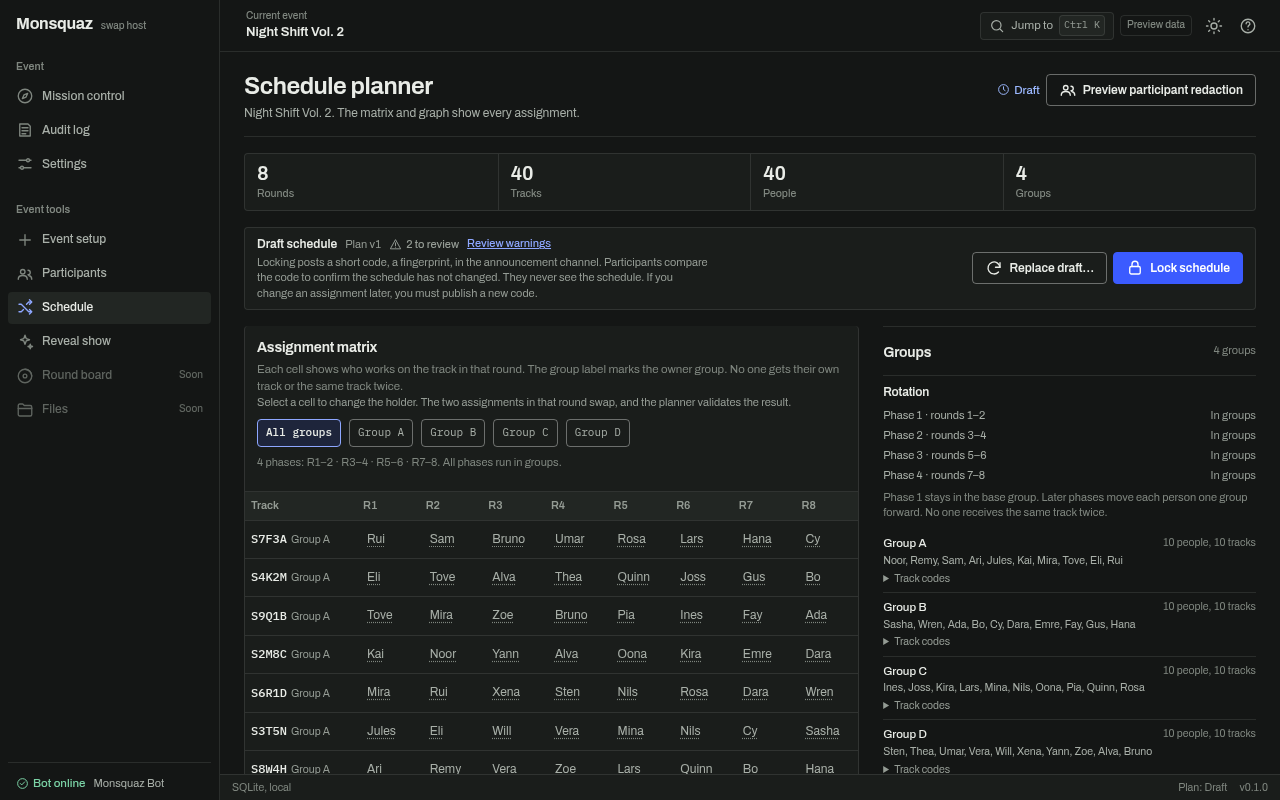 Monsquaz swap host
Event
Mission control
Audit log
Settings
Event tools
Event setup
Participants
Schedule
Reveal show
Round board Soon
Files Soon
Bot online Monsquaz Bot
Current event
Night Shift Vol. 2
Jump to Ctrl K
Preview data
Schedule planner
Night Shift Vol. 2. The matrix and graph show every assignment.
Draft
Preview participant redaction
8
Rounds
40
Tracks
40
People
4
Groups
Draft schedule Plan v1 2 to review Review warnings
Locking posts a short code, a fingerprint, in the announcement channel. Participants compare
the code to confirm the schedule has not changed. They never see the schedule. If you
change an assignment later, you must publish a new code.
Replace draft...
Lock schedule
Assignment matrix
Each cell shows who works on the track in that round. The group label marks the owner group. No one gets their own
track or the same track twice.
Select a cell to change the holder. The two assignments in that round swap, and the planner validates the result.
All groups Group A Group B Group C Group D
4 phases: R1–2 · R3–4 · R5–6 · R7–8. All phases run in groups.
Track R1 R2 R3 R4 R5 R6 R7 R8
S7F3A Group A Rui Sam Bruno Umar Rosa Lars Hana Cy
S4K2M Group A Eli Tove Alva Thea Quinn Joss Gus Bo
S9Q1B Group A Tove Mira Zoe Bruno Pia Ines Fay Ada
S2M8C Group A Kai Noor Yann Alva Oona Kira Emre Dara
S6R1D Group A Mira Rui Xena Sten Nils Rosa Dara Wren
S3T5N Group A Jules Eli Will Vera Mina Nils Cy Sasha
S8W4H Group A Ari Remy Vera Zoe Lars Quinn Bo Hana
Groups 4 groups
Rotation
Phase 1 · rounds 1–2 In groups
Phase 2 · rounds 3–4 In groups
Phase 3 · rounds 5–6 In groups
Phase 4 · rounds 7–8 In groups
Phase 1 stays in the base group. Later phases move each person one group
forward. No one receives the same track twice.
Group A 10 people, 10 tracks
Noor, Remy, Sam, Ari, Jules, Kai, Mira, Tove, Eli, Rui
Track codes
Group B 10 people, 10 tracks
Sasha, Wren, Ada, Bo, Cy, Dara, Emre, Fay, Gus, Hana
Track codes
Group C 10 people, 10 tracks
Ines, Joss, Kira, Lars, Mina, Nils, Oona, Pia, Quinn, Rosa
Track codes
Group D 10 people, 10 tracks
Sten, Thea, Umar, Vera, Will, Xena, Yann, Zoe, Alva, Bruno
Track codes
SQLite, local
Plan: Draft v0.1.0